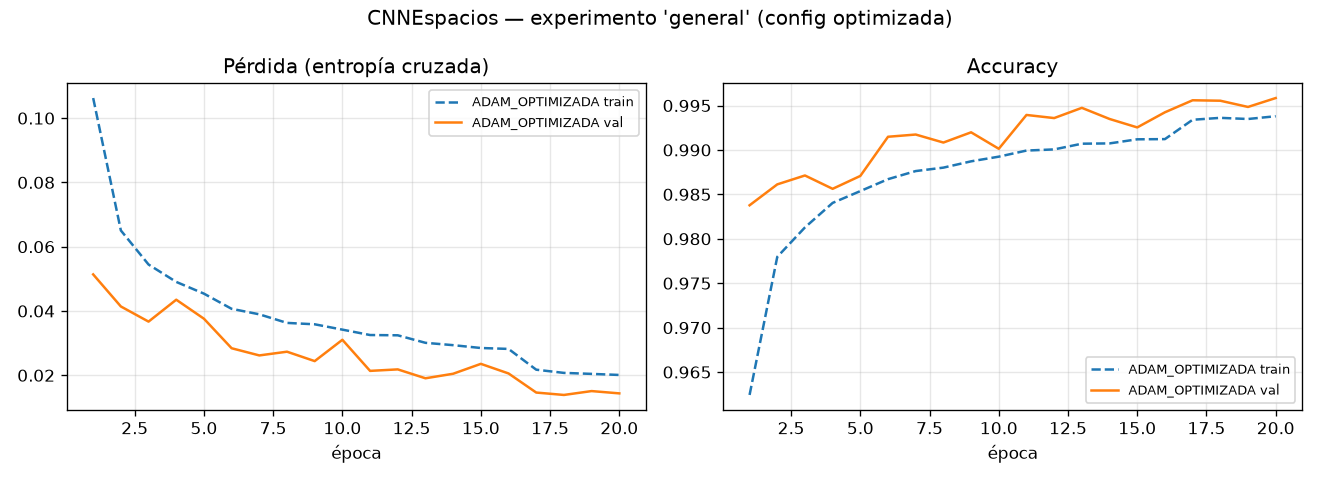 CNNEspacios — experimento 'general' (config optimizada)
Pérdida (entropía cruzada)
0.10
0.08
0.06
0.04
0.02
ADAM_OPTIMIZADA train
ADAM_OPTIMIZADA val
2.5 5.0 7.5 10.0 12.5 15.0 17.5 20.0
época
Accuracy
0.995
0.990
0.985
0.980
0.975
0.970
0.965
ADAM_OPTIMIZADA train
ADAM_OPTIMIZADA val
2.5 5.0 7.5 10.0 12.5 15.0 17.5 20.0
época